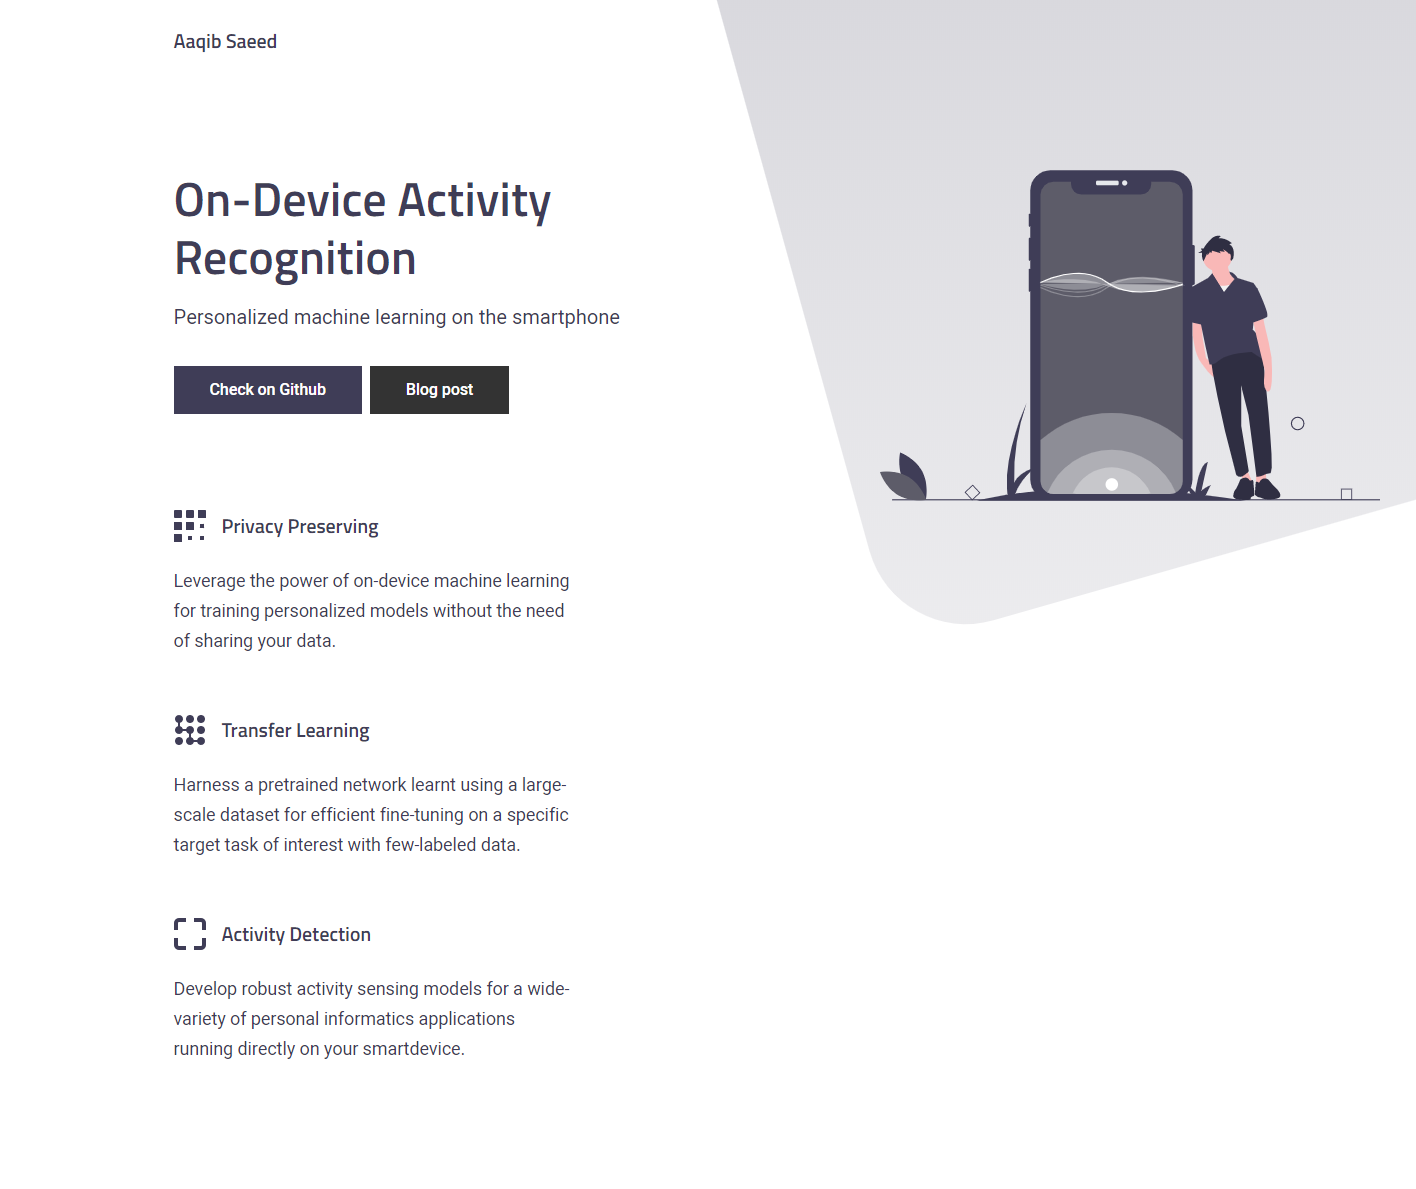 Aaqib Saeed
On-Device Activity
Recognition
Personalized machine learning on the smartphone
Check on Github
Blog post
Privacy Preserving
Leverage the power of on-device machine learning
for training personalized models without the need
of sharing your data.
Transfer Learning
Harness a pretrained network learnt using a large-
scale dataset for efficient fine-tuning on a specific
target task of interest with few-labeled data.
Activity Detection
Develop robust activity sensing models for a wide-
variety of personal informatics applications
running directly on your smartdevice.